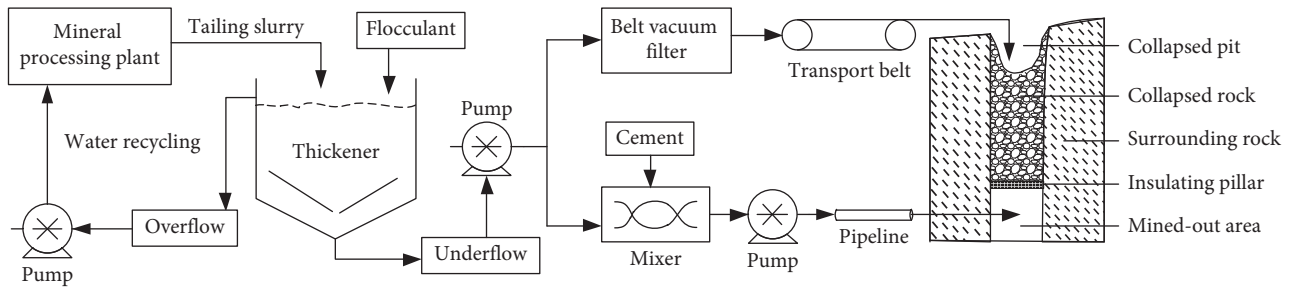 Mineral
processing plant
Tailing slurry
Flocculant
Water recycling
Thickener
Pump
Overflow
Pump
Underflow
Belt vacuum
filter
Transport belt
Cement
Mixer
Pump
Pipeline
Collapsed pit
Collapsed rock
Surrounding rock
Insulating pillar
Mined-out area